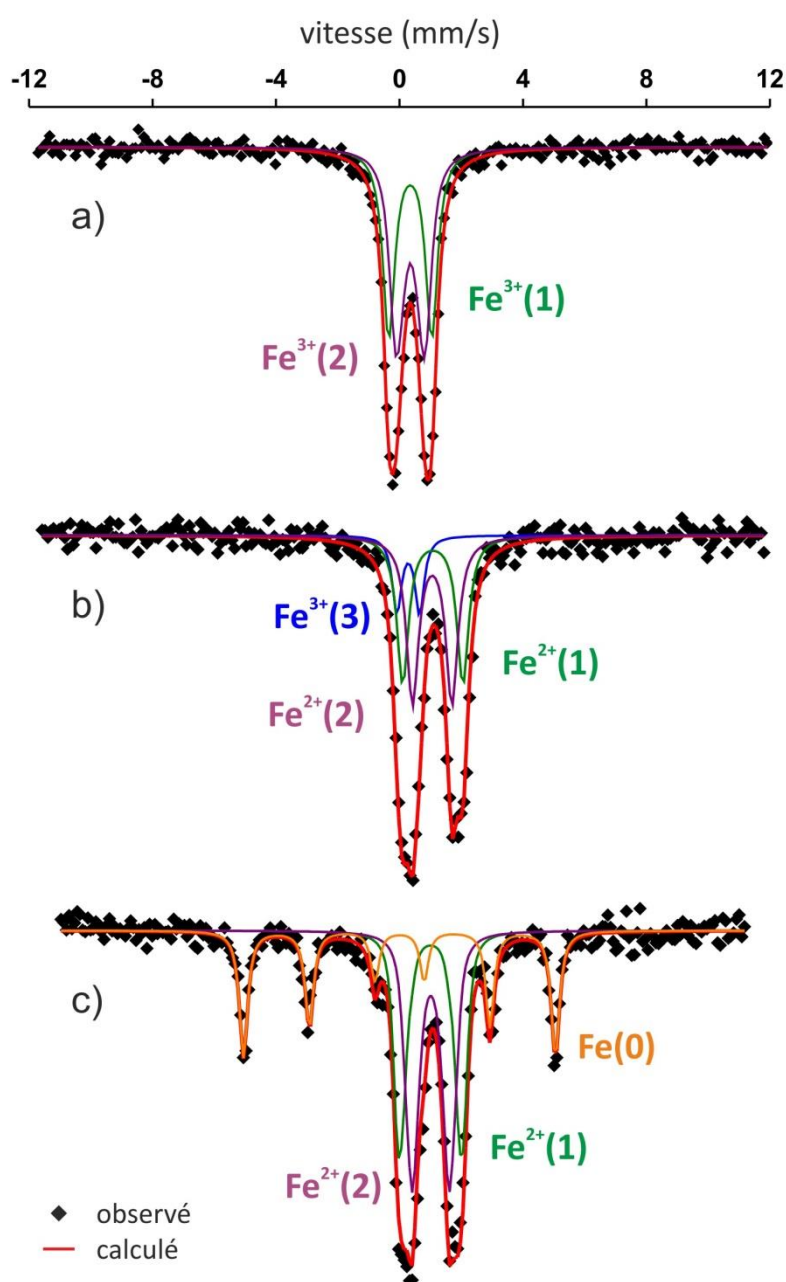 vitesse (mm/s)
-12 -8 -4 0 4 8 12
a)
Fe³⁺(1)
Fe³⁺(2)
b)
Fe³⁺(3)
Fe²⁺(1)
Fe²⁺(2)
c)
Fe(0)
Fe²⁺(1)
Fe²⁺(2)
observé
calculé